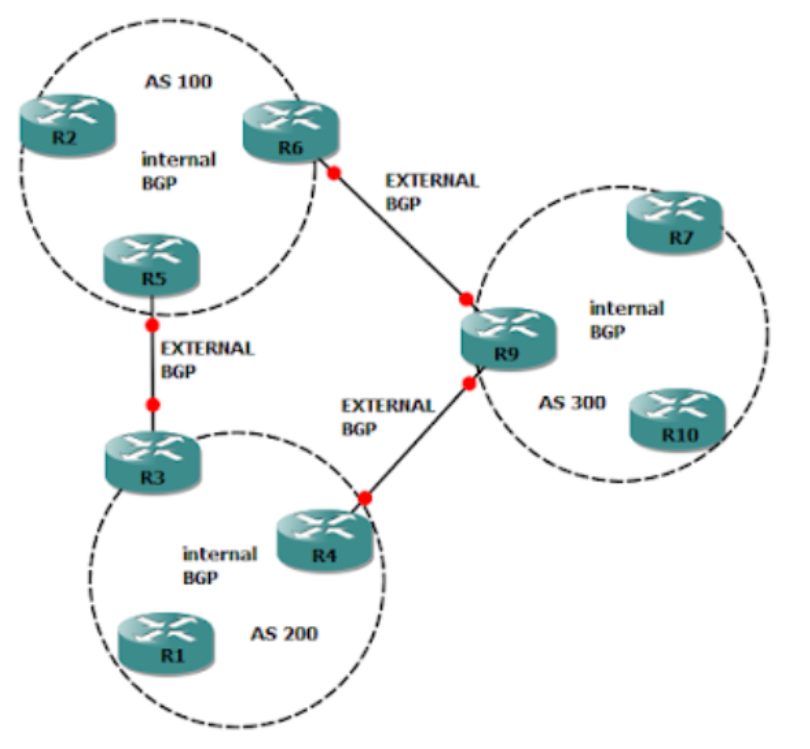 AS 100
R2
R6
internal
BGP
EXTERNAL
BGP
R7
R5
internal
BGP
R9
EXTERNAL
BGP
AS 300
EXTERNAL
BGP
R10
R3
R4
internal
BGP
AS 200
R1